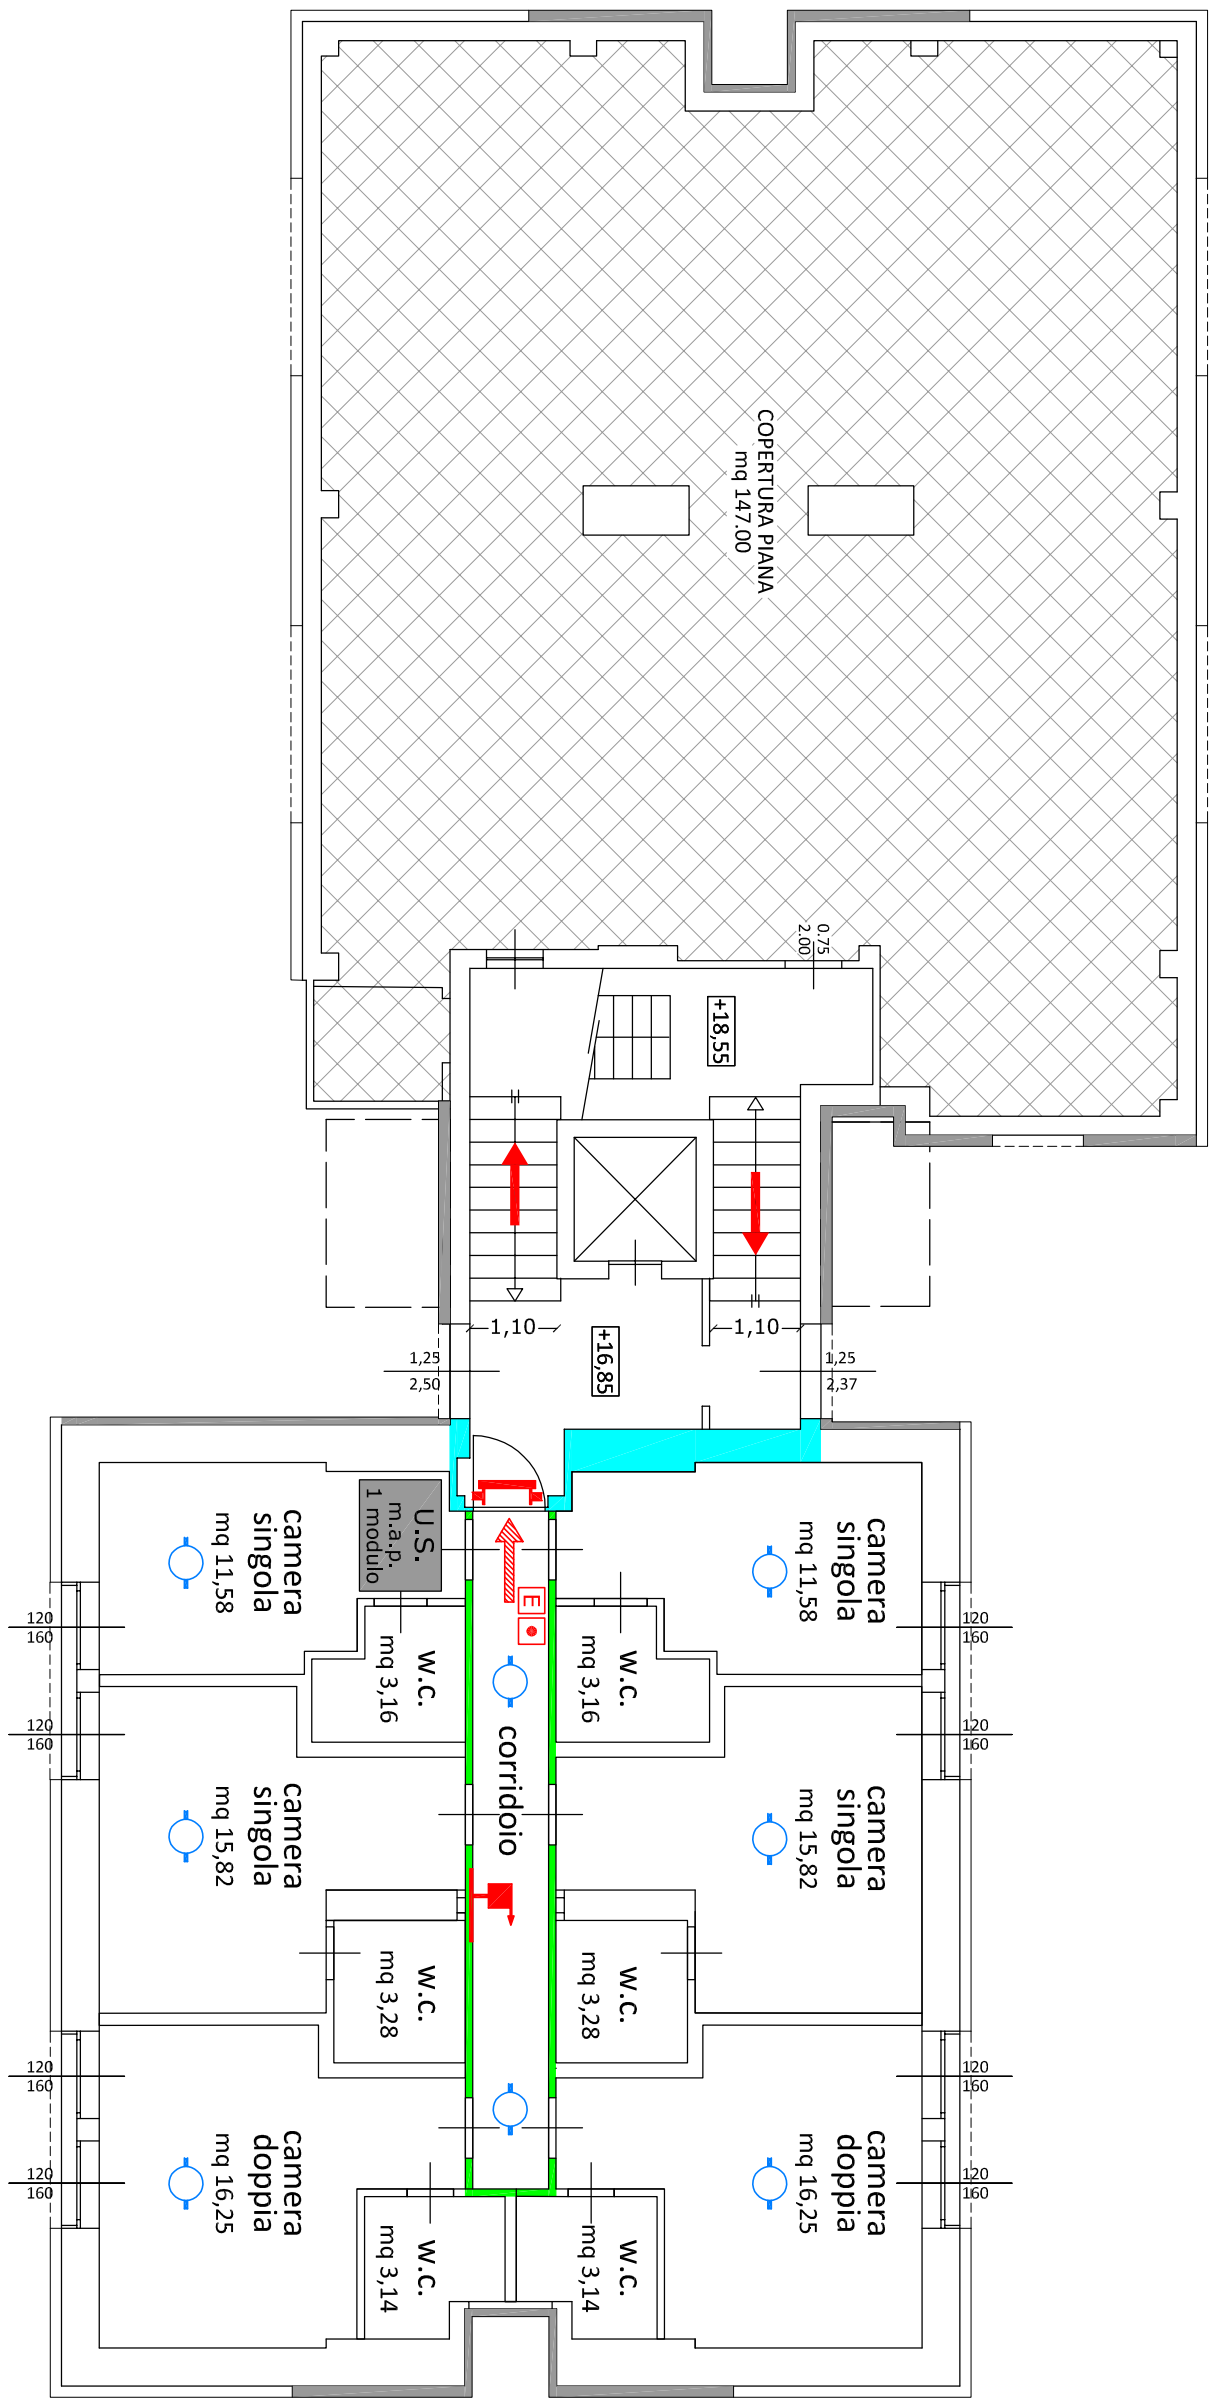 COPERTURA PIANA
mq 147.00
0.75
2.00
+18,55
1,10
1,10
+16,85
1,25
2,50
1,25
2,37
U.S.
m.a.p.
1 modulo
camera
singola
mq 11,58
camera
singola
mq 11,58
E
120
160
120
160
w.c.
mq 3,16
w.c.
mq 3,16
120
160
120
160
corridoio
camera
singola
mq 15,82
camera
singola
mq 15,82
w.c.
mq 3,28
w.c.
mq 3,28
120
160
120
160
camera
doppia
mq 16,25
camera
doppia
mq 16,25
120
160
120
160
w.c.
mq 3,14
w.c.
mq 3,14